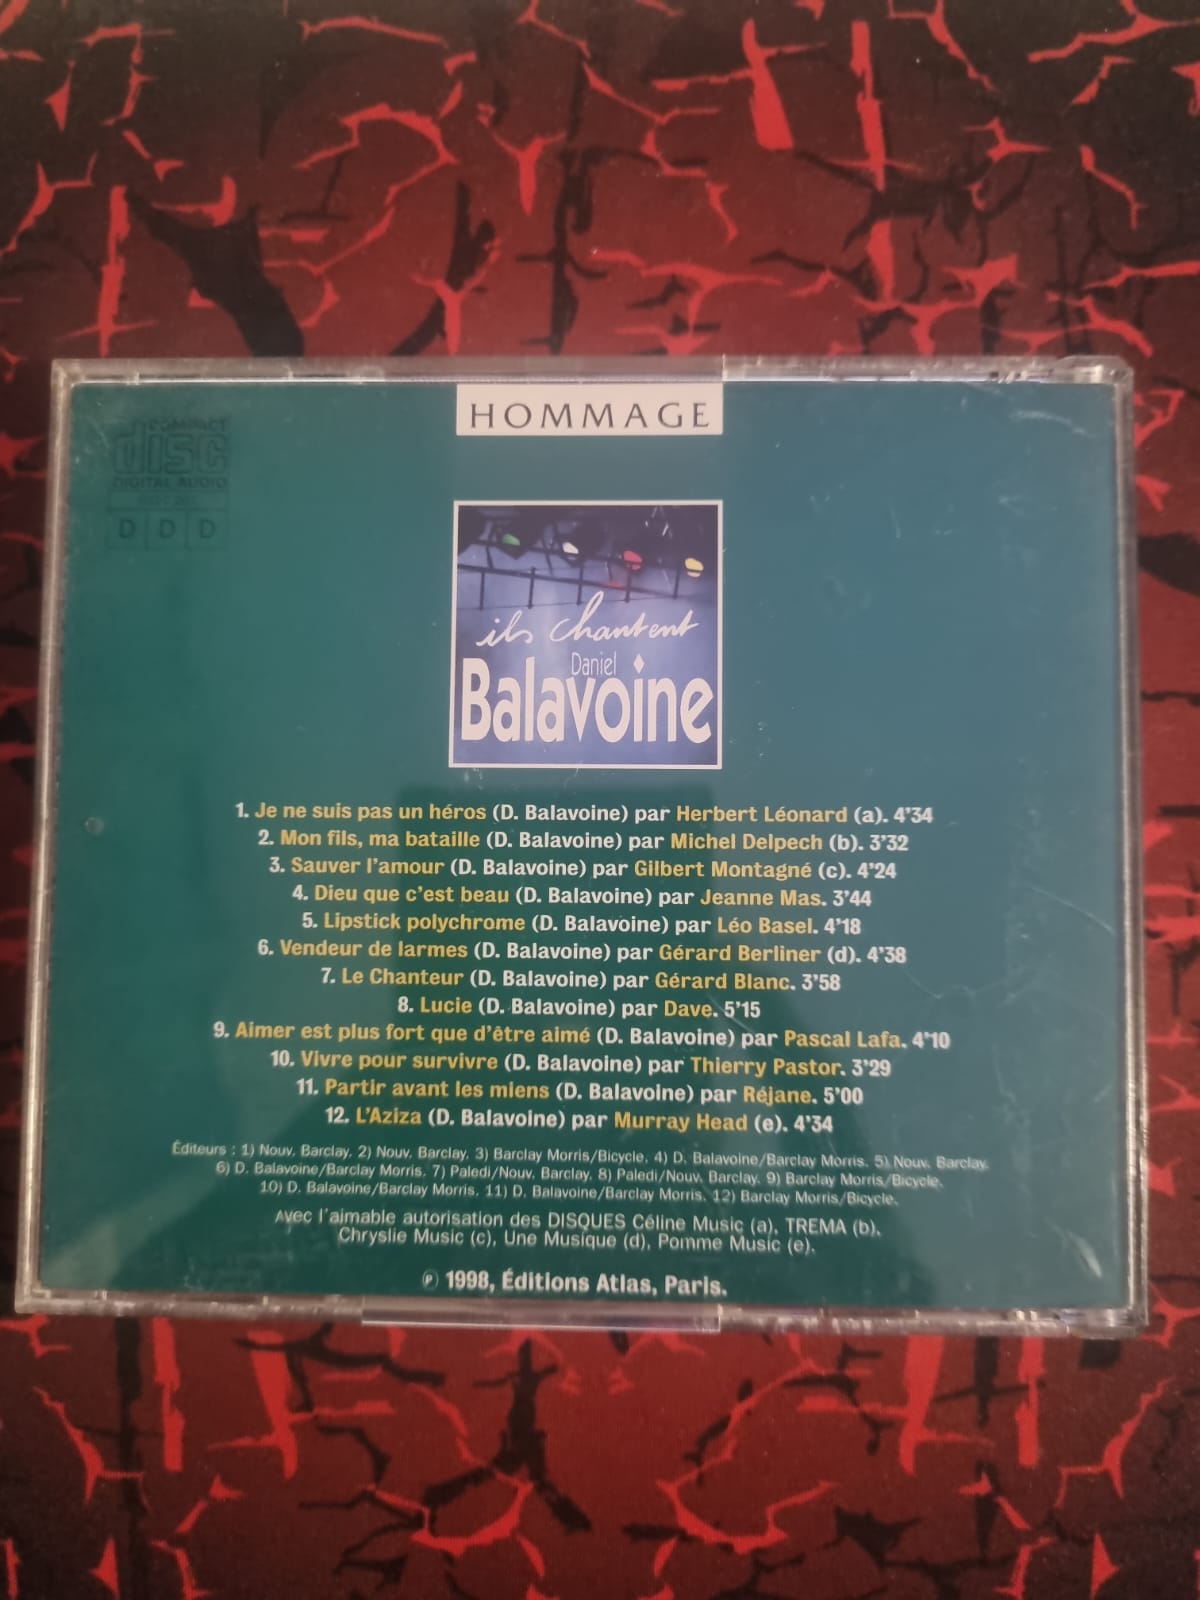 HOMMAGE
COMPACT
disc
DIGITAL AUDIO
D D D
ils chantent
Daniel
Balavoine
1. Je ne suis pas un héros (D. Balavoine) par Herbert Léonard (a). 4'34
2. Mon fils, ma bataille (D. Balavoine) par Michel Delpech (b). 3'32
3. Sauver l'amour (D. Balavoine) par Gilbert Montagné (c). 4'24
4. Dieu que c'est beau (D. Balavoine) par Jeanne Mas. 3'44
5. Lipstick polychrome (D. Balavoine) par Léo Basel. 4'18
6. Vendeur de larmes (D. Balavoine) par Gérard Berliner (d). 4'38
7. Le Chanteur (D. Balavoine) par Gérard Blanc. 3'58
8. Lucie (D. Balavoine) par Dave. 5'15
9. Aimer est plus fort que d'être aimé (D. Balavoine) par Pascal Lafa. 4'10
10. Vivre pour survivre (D. Balavoine) par Thierry Pastor. 3'29
11. Partir avant les miens (D. Balavoine) par Réjane. 5'00
12. L'Aziza (D. Balavoine) par Murray Head (e). 4'34
Éditeurs : 1) Nouv. Barclay. 2) Nouv. Barclay. 3) Barclay Morris/Bicycle. 4) D. Balavoine/Barclay Morris. 5) Nouv. Barclay.
6) D. Balavoine/Barclay Morris. 7) Paledi/Nouv. Barclay. 8) Paledi/Nouv. Barclay. 9) Barclay Morris/Bicycle.
10) D. Balavoine/Barclay Morris. 11) D. Balavoine/Barclay Morris. 12) Barclay Morris/Bicycle.
Avec l'aimable autorisation des DISQUES Céline Music (a), TREMA (b),
Chryslie Music (c), Une Musique (d), Pomme Music (e).
℗ 1998, Éditions Atlas, Paris.